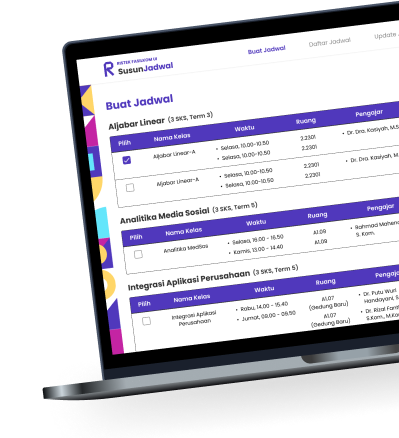 RISTEK FASILKOM UI
SusunJadwal
Buat Jadwal
Daftar Jadwal
Update
Buat Jadwal
Aljabar Linear (3 SKS, Term 3)
Pilih Nama Kelas Waktu Ruang Pengajar
Aljabar Linear-A • Selasa, 10.00-10.50 2.2301 • Dr. Dra. Kasiyah, M.S
• Selasa, 10.00-10.50 2.2301
Aljabar Linear-A • Selasa, 10.00-10.50 2.2301 • Dr. Dra. Kasiyah, M.
• Selasa, 10.00-10.50 2.2301
Analitika Media Sosial (3 SKS, Term 5)
Pilih Nama Kelas Waktu Ruang Pengajar
Analitika MedSos • Selasa, 16.00 - 16.50 A1.09 • Rahmad Mahen
• Kamis, 13.00 - 14.40 A1.09 S. Kom.
Integrasi Aplikasi Perusahaan (3 SKS, Term 5)
Pilih Nama Kelas Waktu Ruang Pengaja
Integrasi Aplikasi • Rabu, 14.00 - 15.40 A1.07 • Dr. Putu Wuri
Perusahaan • Jumat, 09.00 - 09.50 (Gedung Baru) Handayani, S.
A1.07 • Dr. Rizal Fat
(Gedung Baru) S.Kom., M.Ko